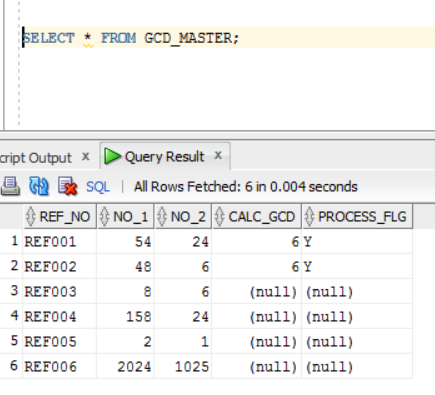 SELECT * FROM GCD_MASTER;
cript Output x Query Result x
SQL | All Rows Fetched: 6 in 0.004 seconds
REF_NO NO_1 NO_2 CALC_GCD PROCESS_FLG
1 REF001 54 24 6 Y
2 REF002 48 6 6 Y
3 REF003 8 6 (null) (null)
4 REF004 158 24 (null) (null)
5 REF005 2 1 (null) (null)
6 REF006 2024 1025 (null) (null)